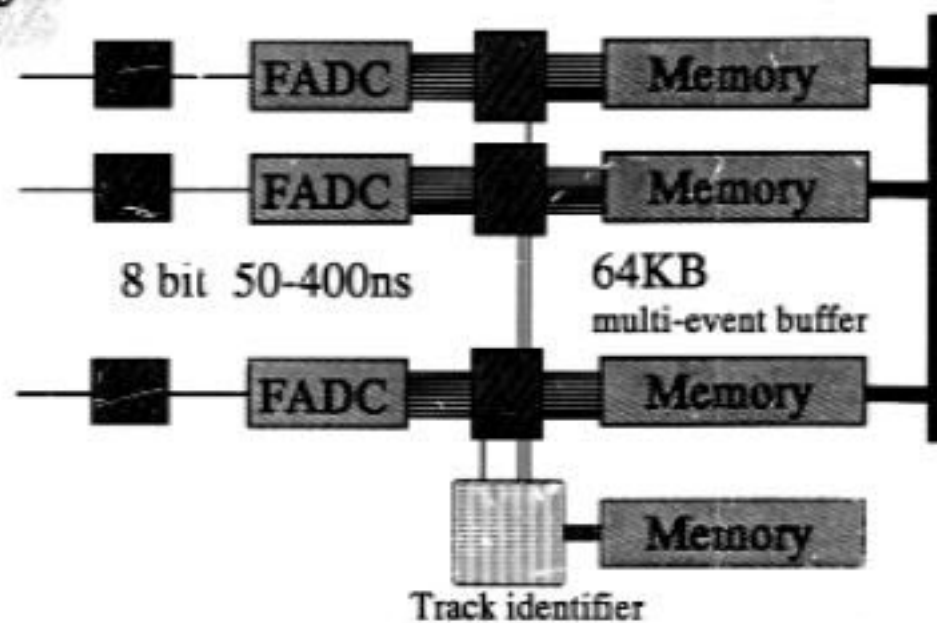 FADC Memory
FADC Memory
8 bit 50-400ns 64KB
multi-event buffer
FADC Memory
Memory
Track identifier